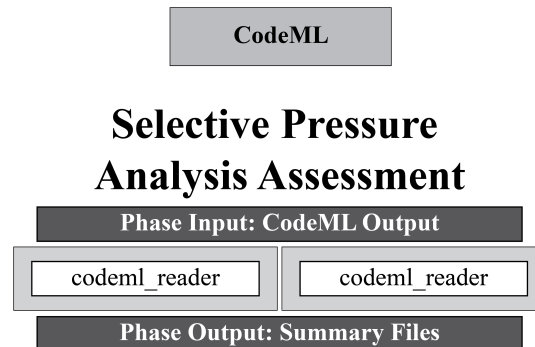 CodeML
Selective Pressure
Analysis Assessment
Phase Input: CodeML Output
codeml_reader
codeml_reader
Phase Output: Summary Files